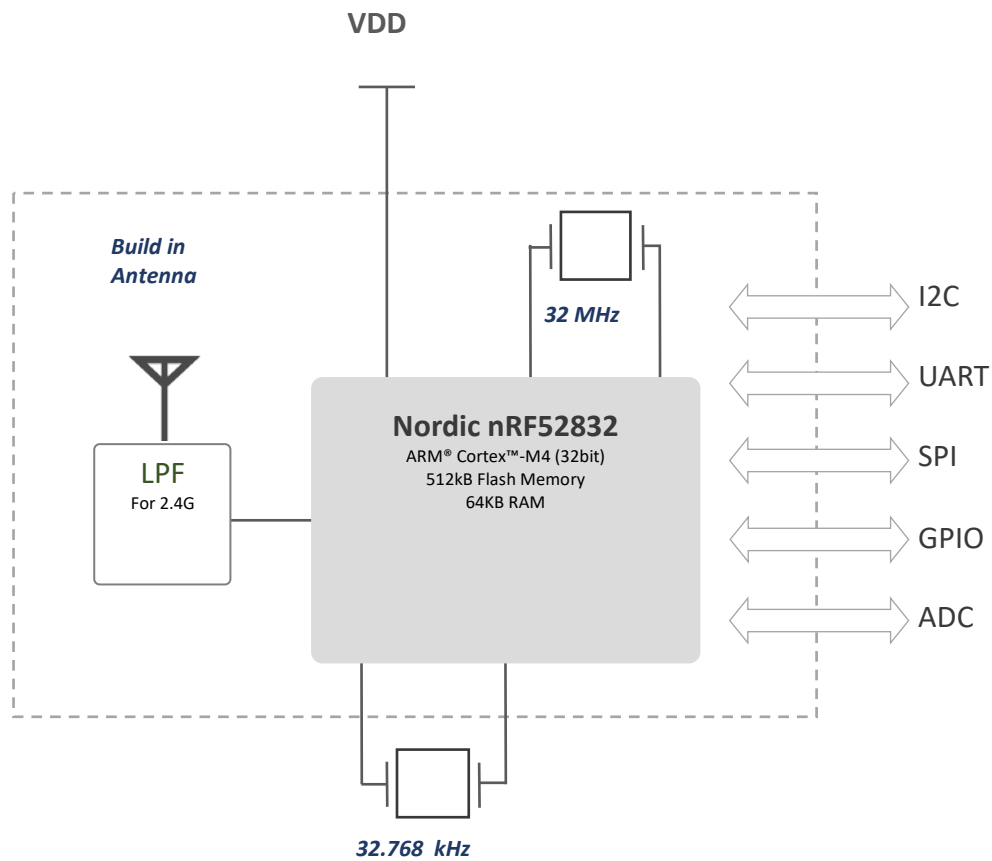 VDD
Build in
Antenna
32 MHz
I2C
UART
SPI
GPIO
ADC
Nordic nRF52832
ARM® Cortex™-M4 (32bit)
512kB Flash Memory
64KB RAM
LPF
For 2.4G
32.768 kHz